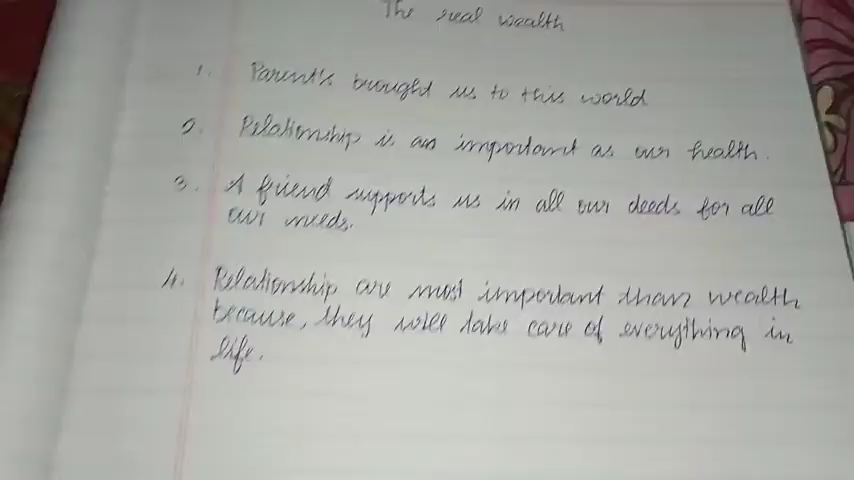 The real wealth
1. Parent's brought us to this world
2. Relationship is as important as our health.
3. A friend supports us in all our deeds for all
our needs.
4. Relationship are most important than wealth
because, they will take care of everything in
life.